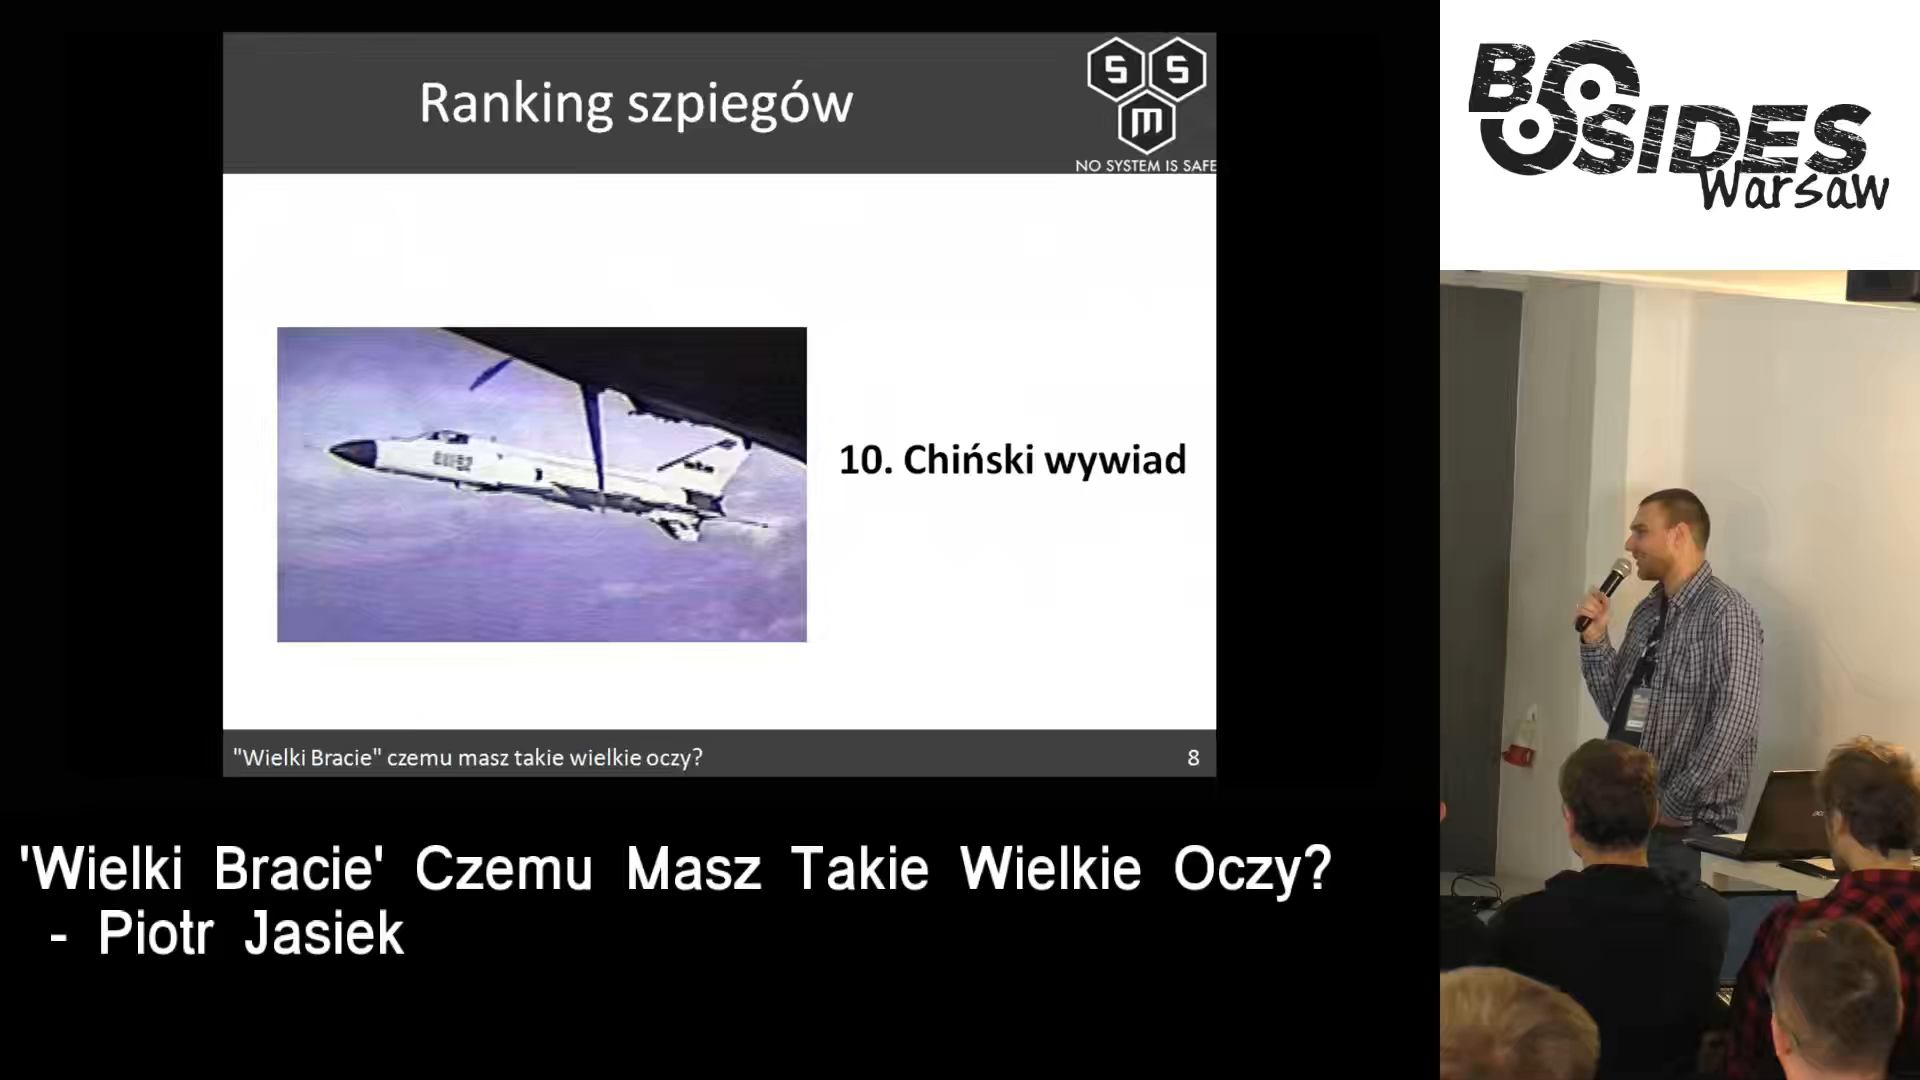 Ranking szpiegów
S S
m
NO SYSTEM IS SAFE
10. Chiński wywiad
"Wielki Bracie" czemu masz takie wielkie oczy?
8
'Wielki Bracie' Czemu Masz Takie Wielkie Oczy?
- Piotr Jasiek
BSIDES
Warsaw